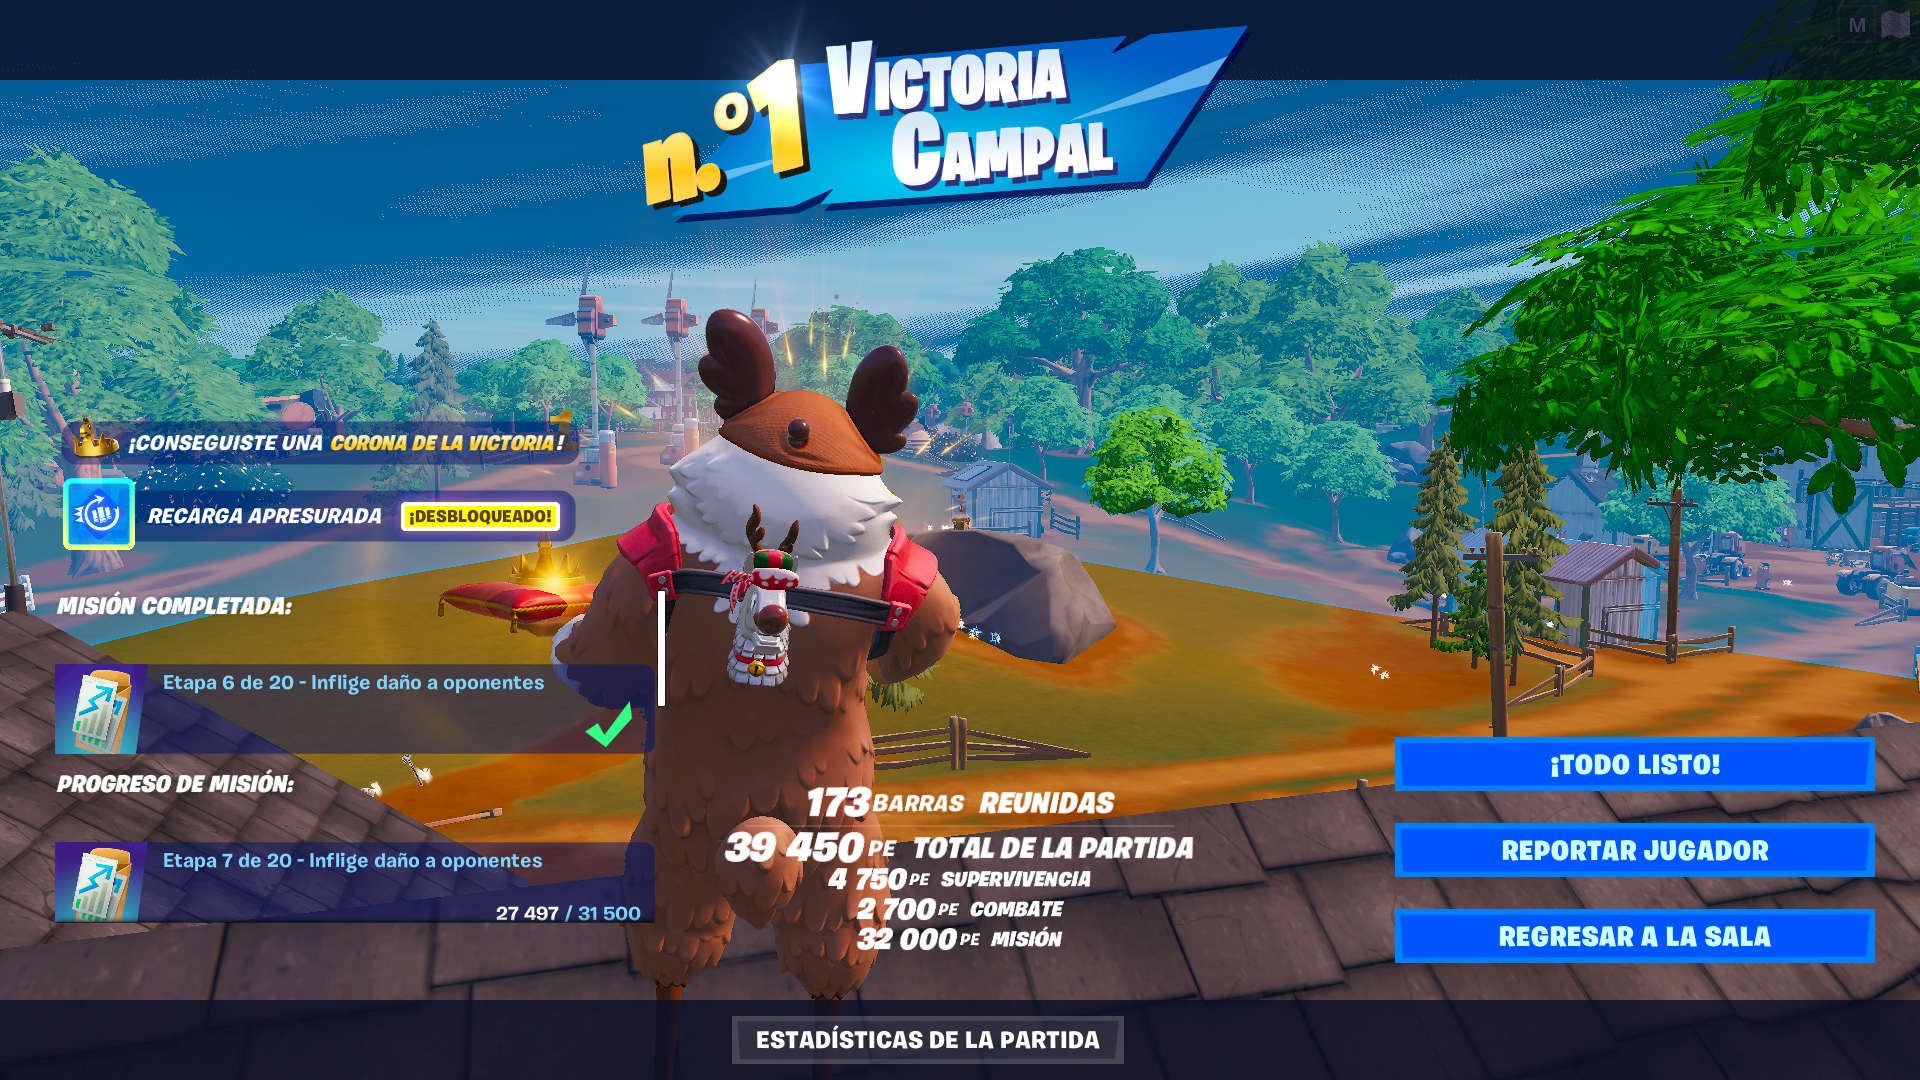 n.º1 VICTORIA
CAMPAL
M
¡CONSEGUISTE UNA CORONA DE LA VICTORIA!
RECARGA APRESURADA ¡DESBLOQUEADO!
MISIÓN COMPLETADA:
Etapa 6 de 20 - Inflige daño a oponentes
PROGRESO DE MISIÓN:
Etapa 7 de 20 - Inflige daño a oponentes
27 497 / 31 500
173 BARRAS REUNIDAS
39 450 PE TOTAL DE LA PARTIDA
4 750 PE SUPERVIVENCIA
2 700 PE COMBATE
32 000 PE MISIÓN
¡TODO LISTO!
REPORTAR JUGADOR
REGRESAR A LA SALA
ESTADÍSTICAS DE LA PARTIDA